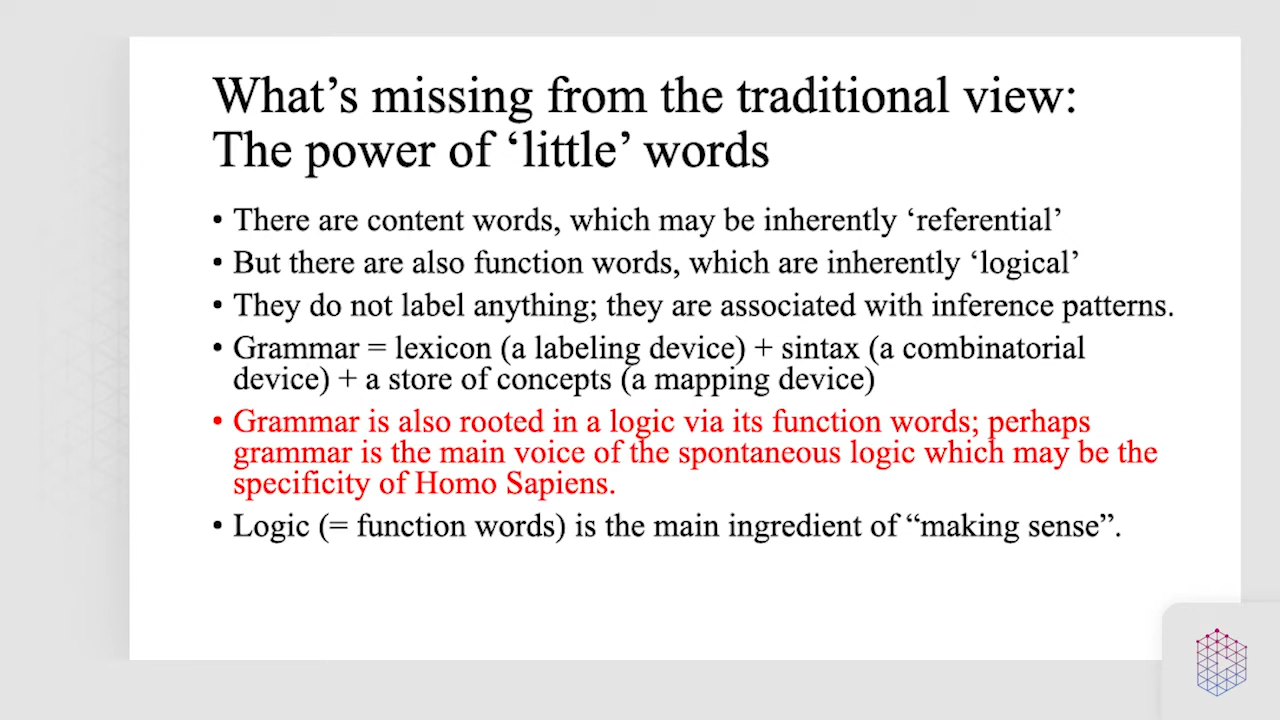 What’s missing from the traditional view:
The power of ‘little’ words
• There are content words, which may be inherently ‘referential’
• But there are also function words, which are inherently ‘logical’
• They do not label anything; they are associated with inference patterns.
• Grammar = lexicon (a labeling device) + sintax (a combinatorial
device) + a store of concepts (a mapping device)
• Grammar is also rooted in a logic via its function words; perhaps
grammar is the main voice of the spontaneous logic which may be the
specificity of Homo Sapiens.
• Logic (= function words) is the main ingredient of “making sense”.